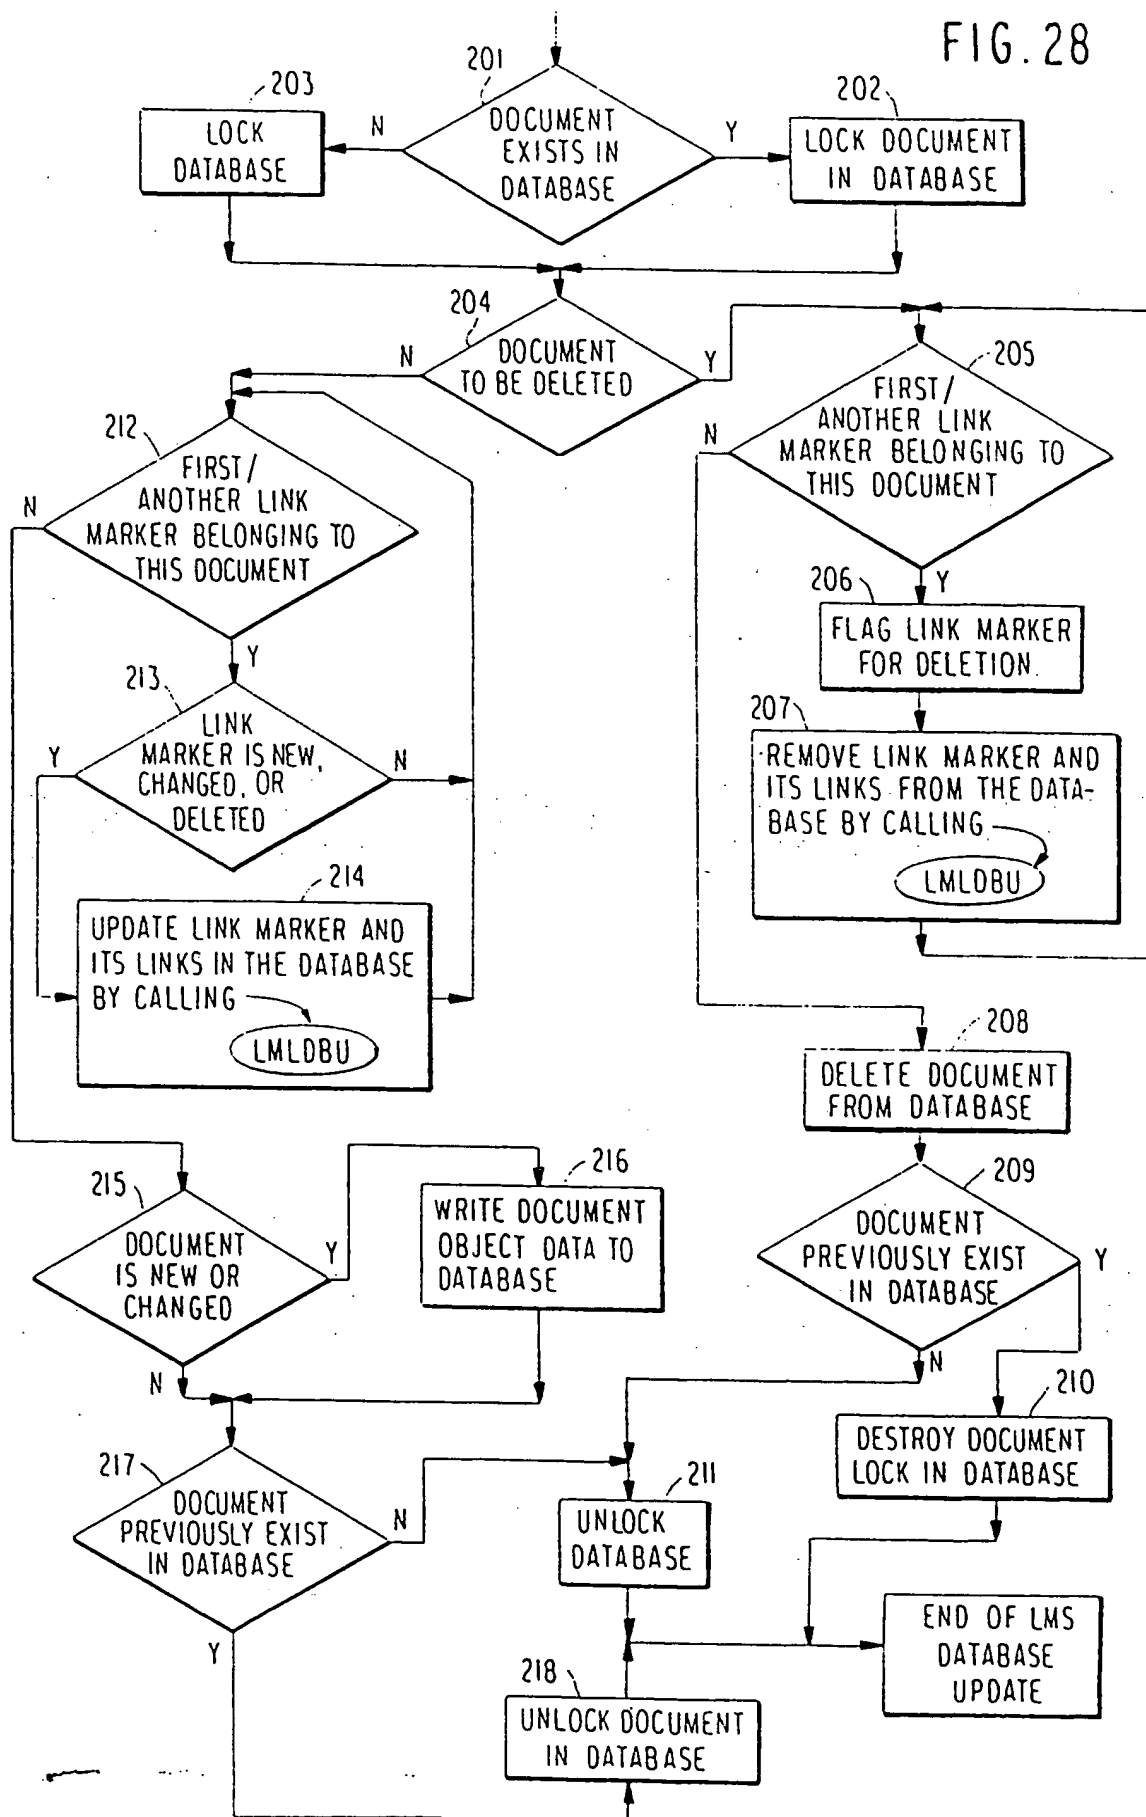 FIG. 28
201
203
202
N
Y
LOCK
DATABASE
DOCUMENT
EXISTS IN
DATABASE
LOCK DOCUMENT
IN DATABASE
204
N
Y
DOCUMENT
TO BE DELETED
205
N
FIRST/
ANOTHER LINK
MARKER BELONGING TO
THIS DOCUMENT
Y
212
N
FIRST/
ANOTHER LINK
MARKER BELONGING TO
THIS DOCUMENT
Y
206
FLAG LINK MARKER
FOR DELETION.
213
Y
N
LINK
MARKER IS NEW,
CHANGED, OR
DELETED
207
REMOVE LINK MARKER AND
ITS LINKS FROM THE DATA-
BASE BY CALLING
LMLDBU
214
UPDATE LINK MARKER AND
ITS LINKS IN THE DATABASE
BY CALLING
LMLDBU
208
DELETE DOCUMENT
FROM DATABASE
215
DOCUMENT
IS NEW OR
CHANGED
Y
N
216
WRITE DOCUMENT
OBJECT DATA TO
DATABASE
209
DOCUMENT
PREVIOUSLY EXIST
IN DATABASE
Y
N
210
DESTROY DOCUMENT
LOCK IN DATABASE
217
DOCUMENT
PREVIOUSLY EXIST
IN DATABASE
N
Y
211
UNLOCK
DATABASE
END OF LMS
DATABASE
UPDATE
218
UNLOCK DOCUMENT
IN DATABASE